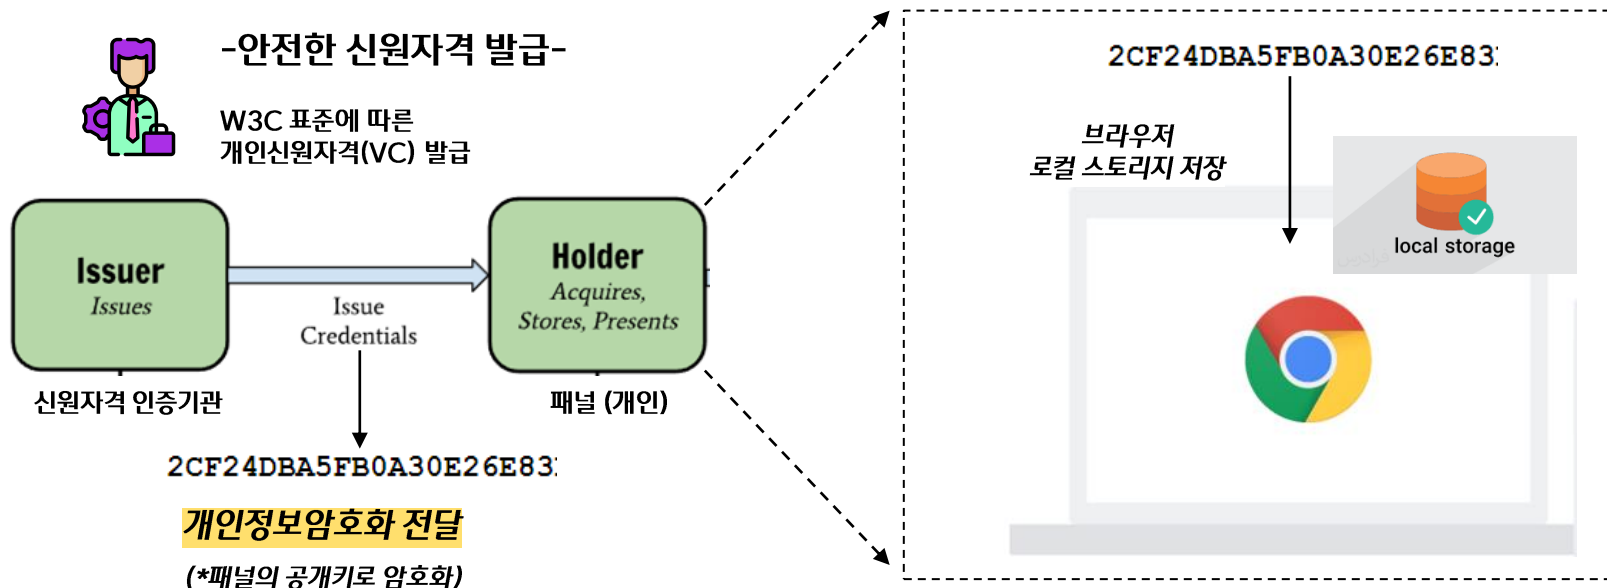 -안전한 신원자격 발급-
W3C 표준에 따른
개인신원자격(VC) 발급
Issuer
Issues
Issue
Credentials
Holder
Acquires,
Stores, Presents
신원자격 인증기관
패널 (개인)
2CF24DBA5FB0A30E26E83
개인정보암호화 전달
(*패널의 공개키로 암호화)
2CF24DBA5FB0A30E26E83
브라우저
로컬 스토리지 저장
local storage